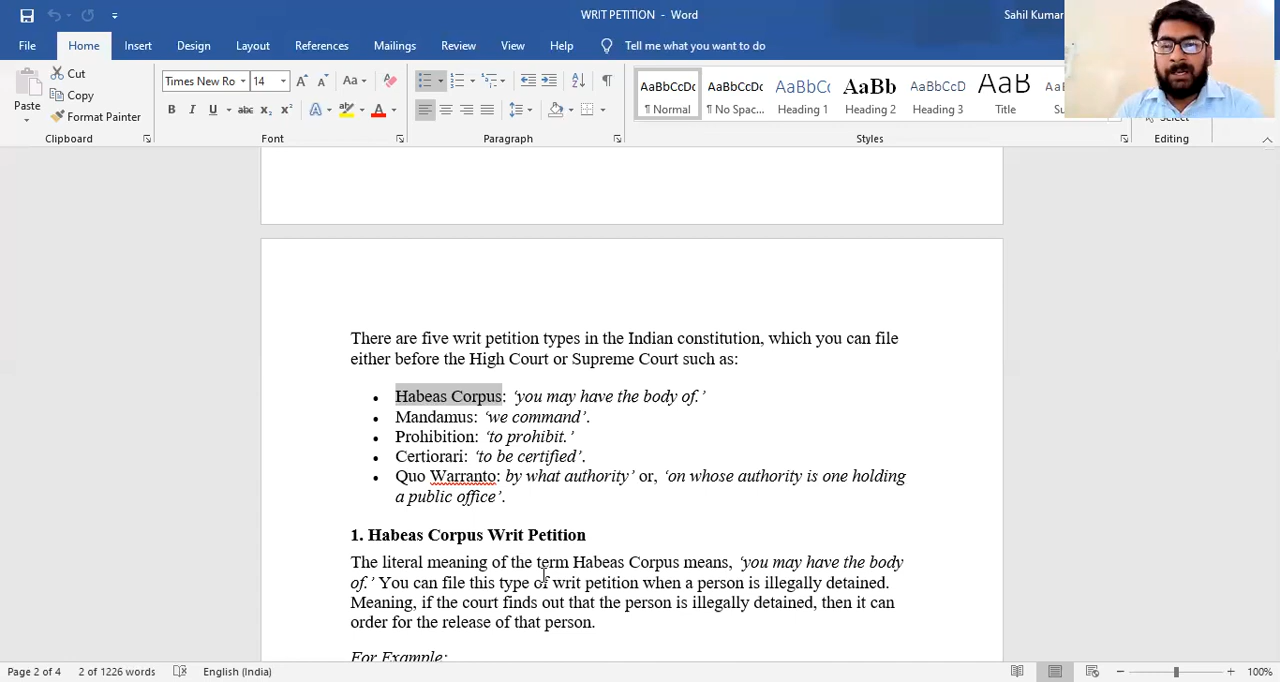 WRIT PETITION - Word
Sahil Kumar
File Home Insert Design Layout References Mailings Review View Help Tell me what you want to do
Cut
Copy
Paste
Format Painter
Times New Ro 14
Aa
AaBbCcDc AaBbCcDc AaBbCc AaBb AaBbCcD AaB
¶ Normal ¶ No Spac... Heading 1 Heading 2 Heading 3 Title
Select
Clipboard Font Paragraph Styles Editing
There are five writ petition types in the Indian constitution, which you can file
either before the High Court or Supreme Court such as:
• Habeas Corpus: ‘you may have the body of.’
• Mandamus: ‘we command’.
• Prohibition: ‘to prohibit.’
• Certiorari: ‘to be certified’.
• Quo Warranto: by what authority’ or, ‘on whose authority is one holding
a public office’.
1. Habeas Corpus Writ Petition
The literal meaning of the term Habeas Corpus means, ‘you may have the body
of.’ You can file this type of writ petition when a person is illegally detained.
Meaning, if the court finds out that the person is illegally detained, then it can
order for the release of that person.
For Example:
Page 2 of 4 2 of 1226 words English (India) 100%